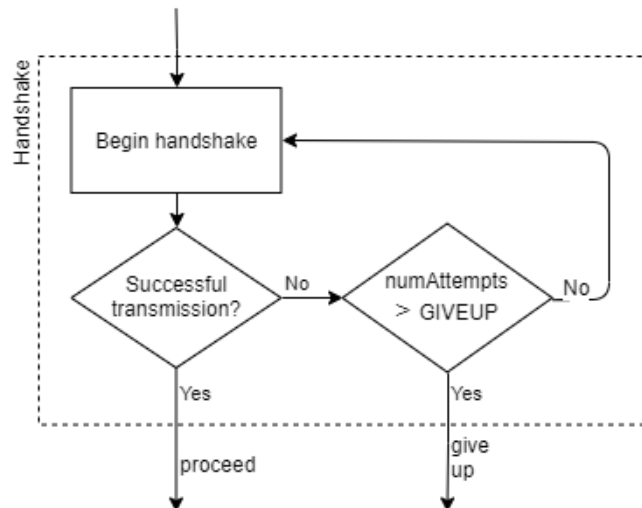 Handshake
Begin handshake
Successful
transmission?
No
numAttempts
> GIVEUP
No
Yes
Yes
proceed
give
up